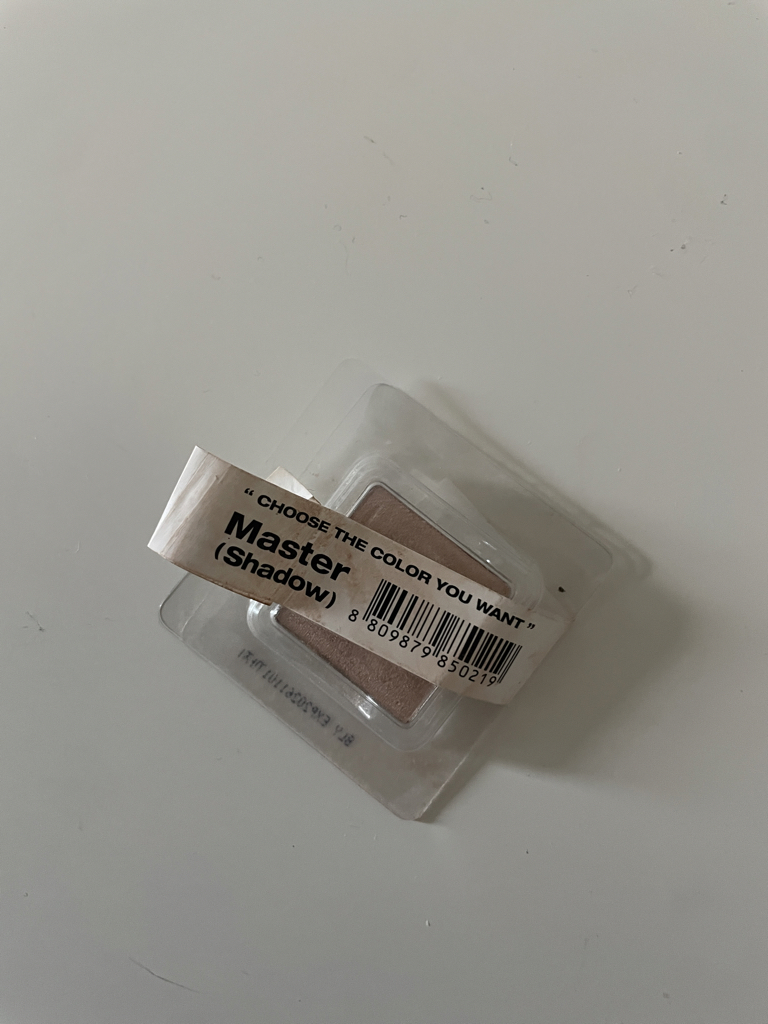 “ CHOOSE THE COLOR YOU WANT ”
Master
(Shadow)
8 809879 850219